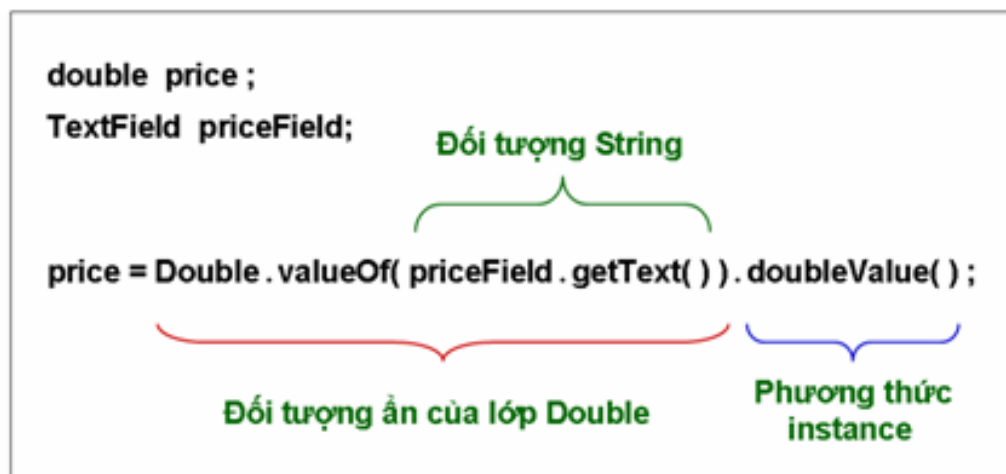 double price ;
TextField priceField;
Đối tượng String
price = Double . valueOf( priceField . getText( ) ) . doubleValue( ) ;
Đối tượng ẩn của lớp Double
Phương thức
instance